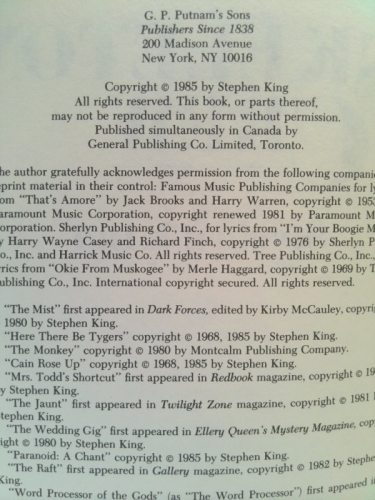 G. P. Putnam's Sons
Publishers Since 1838
200 Madison Avenue
New York, NY 10016
Copyright © 1985 by Stephen King
All rights reserved. This book, or parts thereof,
may not be reproduced in any form without permission.
Published simultaneously in Canada by
General Publishing Co. Limited, Toronto.
he author gratefully acknowledges permission from the following companie
eprint material in their control: Famous Music Publishing Companies for ly
om "That's Amore" by Jack Brooks and Harry Warren, copyright © 195
aramount Music Corporation, copyright renewed 1981 by Paramount M
orporation. Sherlyn Publishing Co., Inc., for lyrics from "I'm Your Boogie M
y Harry Wayne Casey and Richard Finch, copyright © 1976 by Sherlyn P
o., Inc. and Harrick Music Co. All rights reserved. Tree Publishing Co., Inc.,
yrics from "Okie From Muskogee" by Merle Haggard, copyright © 1969 by T
ublishing Co., Inc. International copyright secured. All rights reserved.
"The Mist" first appeared in Dark Forces, edited by Kirby McCauley, copyri
1980 by Stephen King.
"Here There Be Tygers" copyright © 1968, 1985 by Stephen King.
"The Monkey" copyright © 1980 by Montcalm Publishing Company.
"Cain Rose Up" copyright © 1968, 1985 by Stephen King.
"Mrs. Todd's Shortcut" first appeared in Redbook magazine, copyright © 19
by Stephen King.
"The Jaunt" first appeared in Twilight Zone magazine, copyright © 1981
Stephen King.
"The Wedding Gig" first appeared in Ellery Queen's Mystery Magazine, cop
ight © 1980 by Stephen King.
"Paranoid: A Chant" copyright © 1985 by Stephen King.
"The Raft" first appeared in Gallery magazine, copyright © 1982 by Stephen
King.
"Word Processor of the Gods" (as "The Word Processor") first appeared i